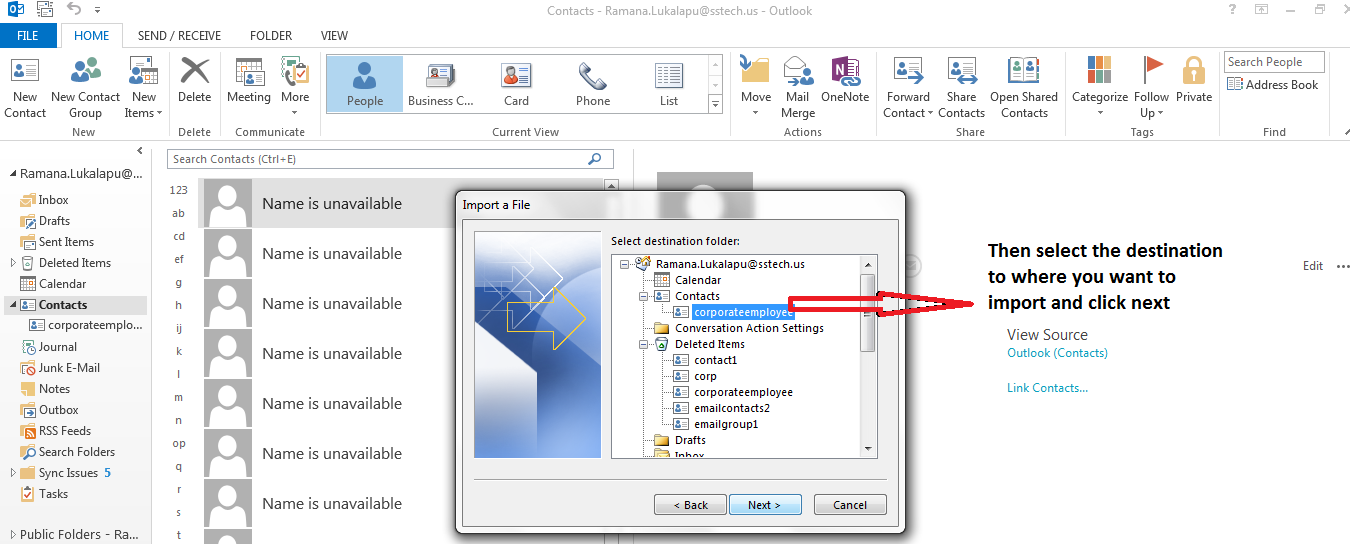 Contacts - Ramana.Lukalapu@sstech.us - Outlook
FILE HOME SEND / RECEIVE FOLDER VIEW
New Contact
New Contact Group
New Items
New
Delete
Delete
Meeting
More
Communicate
People
Business C...
Card
Phone
List
Current View
Move
Mail Merge
OneNote
Actions
Forward Contact
Share Contacts
Open Shared Contacts
Share
Categorize
Follow Up
Private
Tags
Search People
Address Book
Find
Ramana.Lukalapu@...
Inbox
Drafts
Sent Items
Deleted Items
Calendar
Contacts
corporateemplo...
Journal
Junk E-Mail
Notes
Outbox
RSS Feeds
Search Folders
Sync Issues 5
Tasks
Public Folders - Ra...
Search Contacts (Ctrl+E)
123
ab
cd
ef
g
h
ij
k
l
m
n
op
q
r
s
t
Name is unavailable
Name is unavailable
Name is unavailable
Name is unavailable
Name is unavailable
Name is unavailable
Name is unavailable
Import a File
Select destination folder:
Ramana.Lukalapu@sstech.us
Calendar
Contacts
corporateemployee
Conversation Action Settings
Deleted Items
contact1
corp
corporateemployee
emailcontacts2
emailgroup1
Drafts
Inbox
< Back
Next >
Cancel
Then select the destination
to where you want to
import and click next
Edit
View Source
Outlook (Contacts)
Link Contacts...